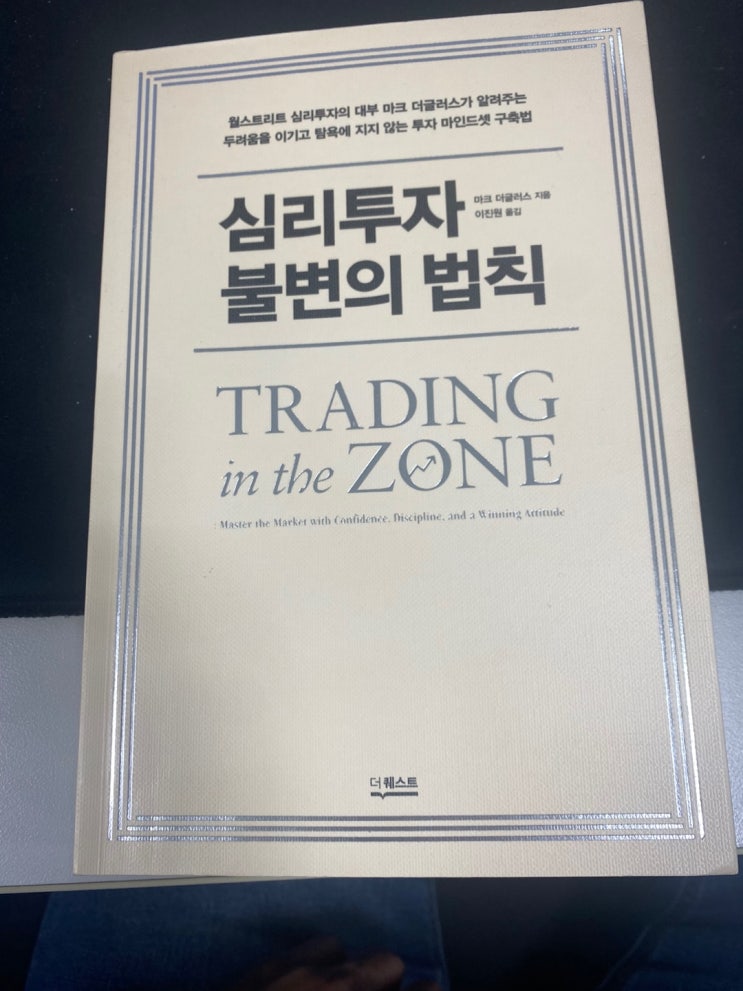 월스트리트 심리투자의 대부 마크 더글러스가 알려주는
두려움을 이기고 탐욕에 지지 않는 투자 마인드셋 구축법
심리투자
마크 더글러스 지음
이진원 옮김
불변의 법칙
TRADING
in the ZONE
: Master the Market with Confidence, Discipline, and a Winning Attitude
더퀘스트